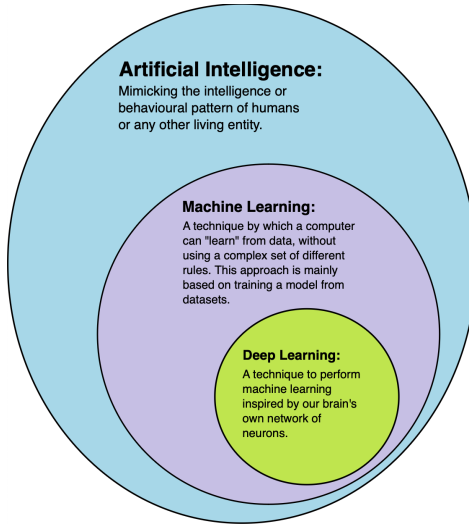 Artificial Intelligence:
Mimicking the intelligence or
behavioural pattern of humans
or any other living entity.
Machine Learning:
A technique by which a computer
can "learn" from data, without
using a complex set of different
rules. This approach is mainly
based on training a model from
datasets.
Deep Learning:
A technique to perform
machine learning
inspired by our brain's
own network of
neurons.